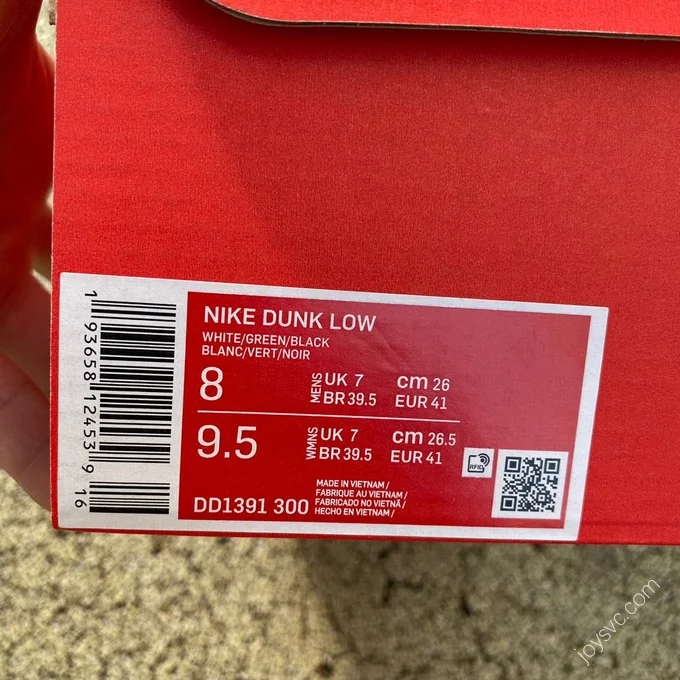 NIKE DUNK LOW
WHITE/GREEN/BLACK
BLANC/VERT/NOIR
8 MENS UK 7 cm 26
BR 39.5 EUR 41
9.5 WMNS UK 7 cm 26.5
BR 39.5 EUR 41
DD1391 300
MADE IN VIETNAM /
FABRIQUE AU VIETNAM /
FABRICADO NO VIETNÃ /
HECHO EN VIETNAM /
RFID
1 93658 12453 9 16
joysvc.com